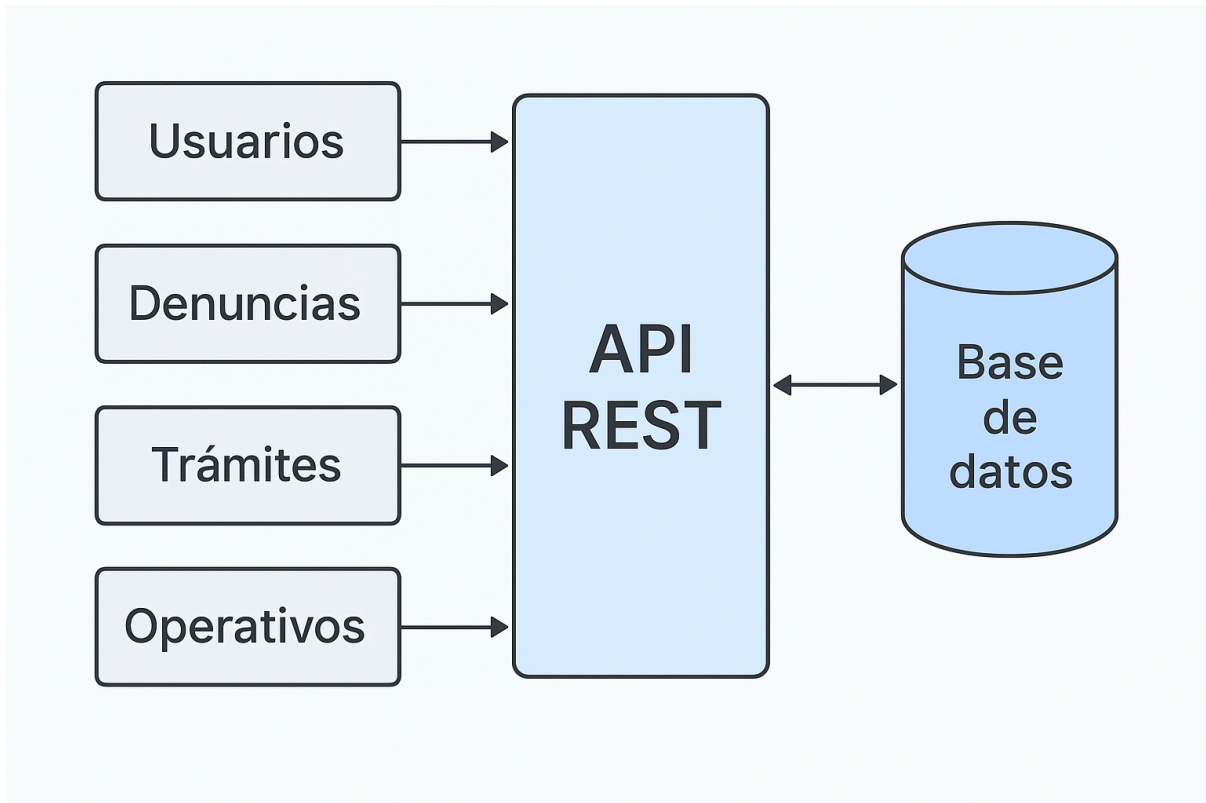 Usuarios
Denuncias
Trámites
Operativos
API
REST
Base
de
datos